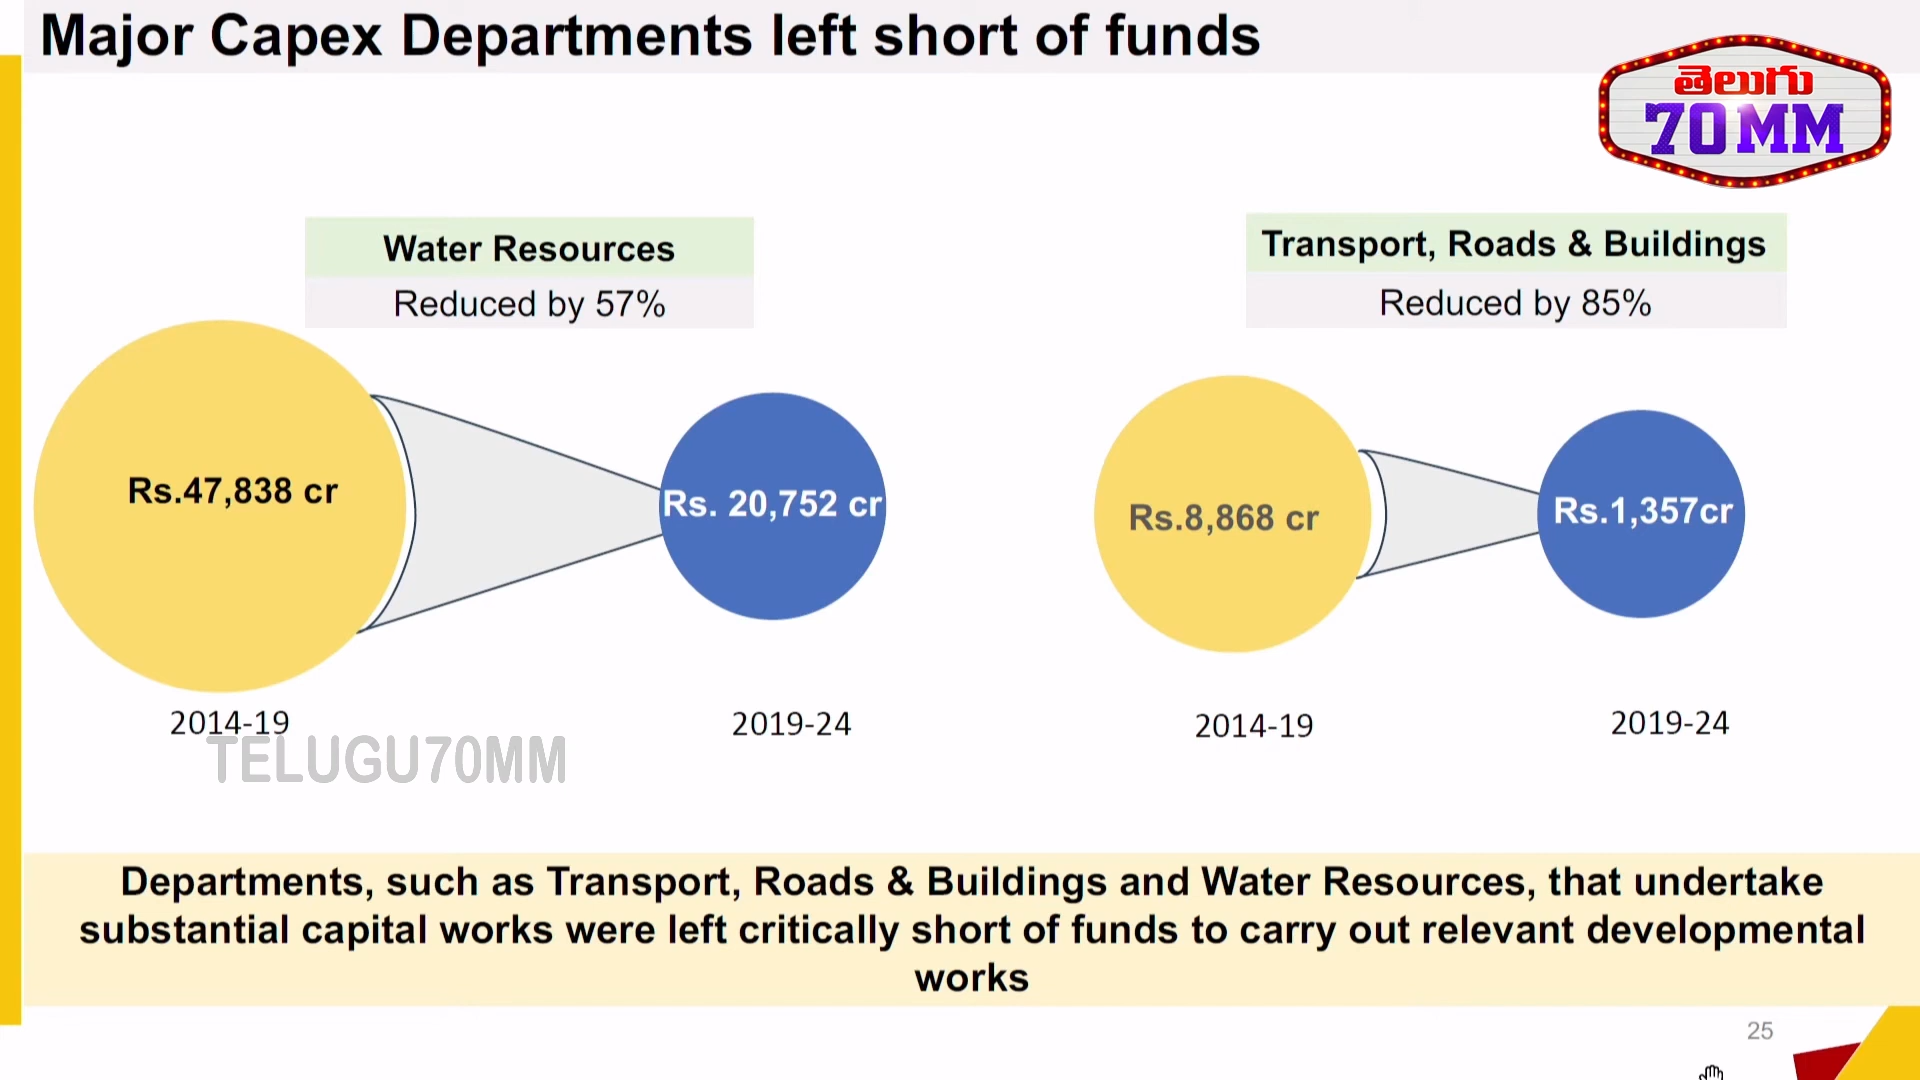 Major Capex Departments left short of funds
తెలుగు
70MM
Water Resources
Reduced by 57%
Transport, Roads & Buildings
Reduced by 85%
Rs.47,838 cr
Rs. 20,752 cr
Rs.8,868 cr
Rs.1,357cr
2014-19
2019-24
2014-19
2019-24
TELUGU70MM
Departments, such as Transport, Roads & Buildings and Water Resources, that undertake
substantial capital works were left critically short of funds to carry out relevant developmental
works
25